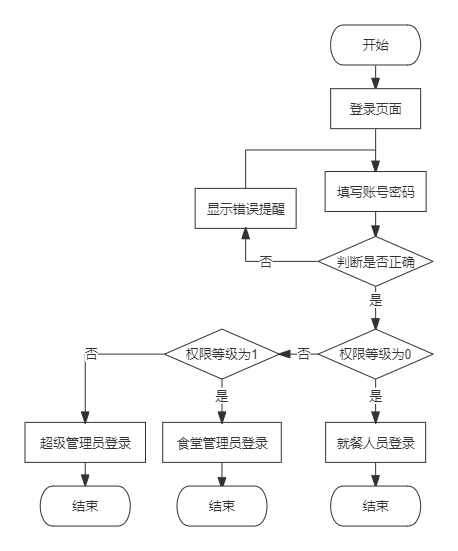 开始
登录页面
填写账号密码
显示错误提醒
判断是否正确
否
是
权限等级为0
否
权限等级为1
否
是
是
超级管理员登录
食堂管理员登录
就餐人员登录
结束
结束
结束